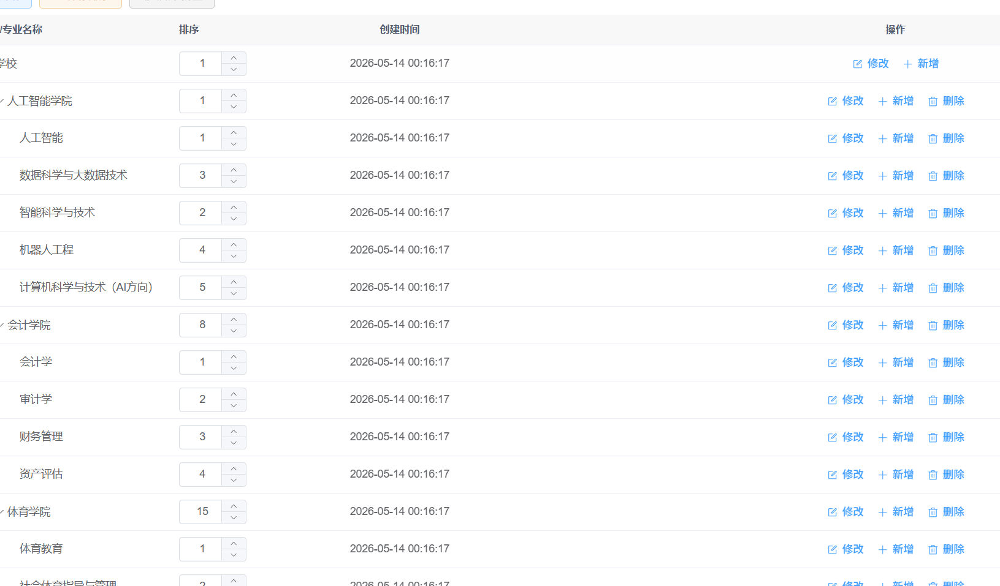 /专业名称 排序 创建时间 操作
学校 1 2026-05-14 00:16:17 修改 新增
人工智能学院 1 2026-05-14 00:16:17 修改 新增 删除
人工智能 1 2026-05-14 00:16:17 修改 新增 删除
数据科学与大数据技术 3 2026-05-14 00:16:17 修改 新增 删除
智能科学与技术 2 2026-05-14 00:16:17 修改 新增 删除
机器人工程 4 2026-05-14 00:16:17 修改 新增 删除
计算机科学与技术（AI方向） 5 2026-05-14 00:16:17 修改 新增 删除
会计学院 8 2026-05-14 00:16:17 修改 新增 删除
会计学 1 2026-05-14 00:16:17 修改 新增 删除
审计学 2 2026-05-14 00:16:17 修改 新增 删除
财务管理 3 2026-05-14 00:16:17 修改 新增 删除
资产评估 4 2026-05-14 00:16:17 修改 新增 删除
体育学院 15 2026-05-14 00:16:17 修改 新增 删除
体育教育 1 2026-05-14 00:16:17 修改 新增 删除
社会体育指导与管理 2 2026-05-14 00:16:17 修改 新增 删除